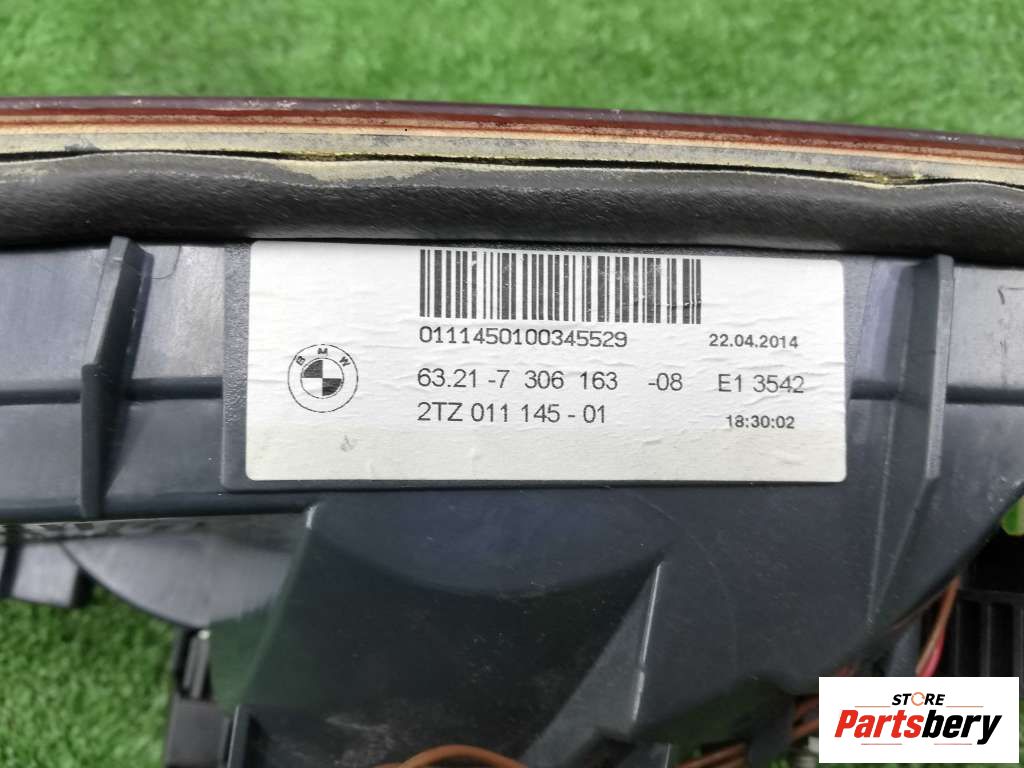 0111450100345529
22.04.2014
BMW
63.21-7 306 163 -08 E1 3542
2TZ 011 145-01
18:30:02
STORE
Partsbery